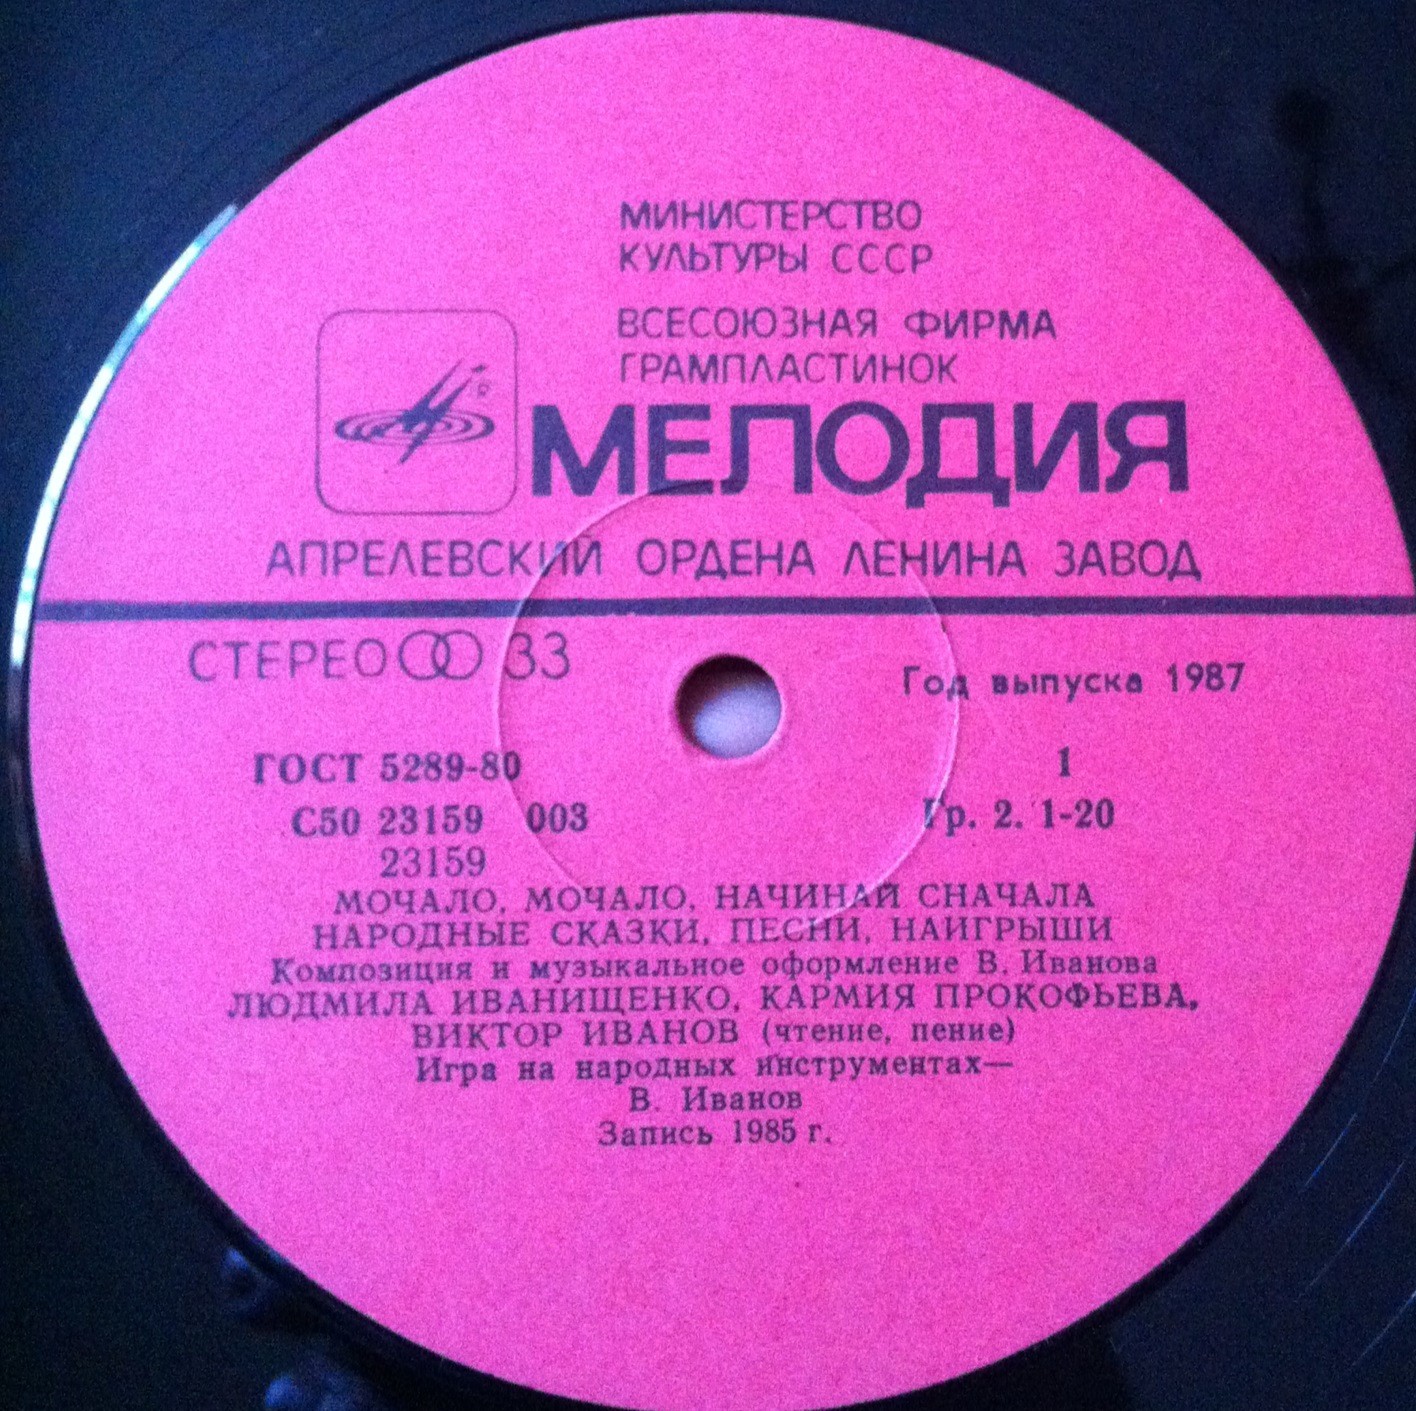 МИНИСТЕРСТВО
КУЛЬТУРЫ СССР
ВСЕСОЮЗНАЯ ФИРМА
ГРАМПЛАСТИНОК
МЕЛОДИЯ
АПРЕЛЕВСКИЙ ОРДЕНА ЛЕНИНА ЗАВОД
СТЕРЕО 33
Год выпуска 1987
ГОСТ 5289-80
1
С50 23159 003
Гр. 2. 1-20
23159
МОЧАЛО, МОЧАЛО, НАЧИНАЙ СНАЧАЛА
НАРОДНЫЕ СКАЗКИ, ПЕСНИ, НАИГРЫШИ
Композиция и музыкальное оформление В. Иванова
ЛЮДМИЛА ИВАНИЩЕНКО, КАРМИЯ ПРОКОФЬЕВА,
ВИКТОР ИВАНОВ (чтение, пение)
Игра на народных инструментах—
В. Иванов
Запись 1985 г.